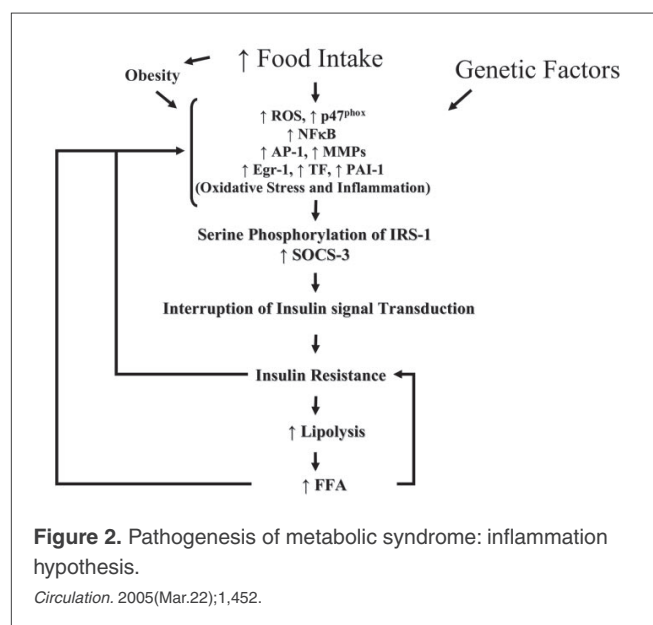 ↑ Food Intake
Obesity
Genetic Factors
↑ ROS, ↑ p47phox
↑ NFκB
↑ AP-1, ↑ MMPs
↑ Egr-1, ↑ TF, ↑ PAI-1
(Oxidative Stress and Inflammation)
Serine Phosphorylation of IRS-1
↑ SOCS-3
Interruption of Insulin signal Transduction
Insulin Resistance
↑ Lipolysis
↑ FFA
Figure 2. Pathogenesis of metabolic syndrome: inflammation
hypothesis.
Circulation. 2005(Mar.22);1,452.